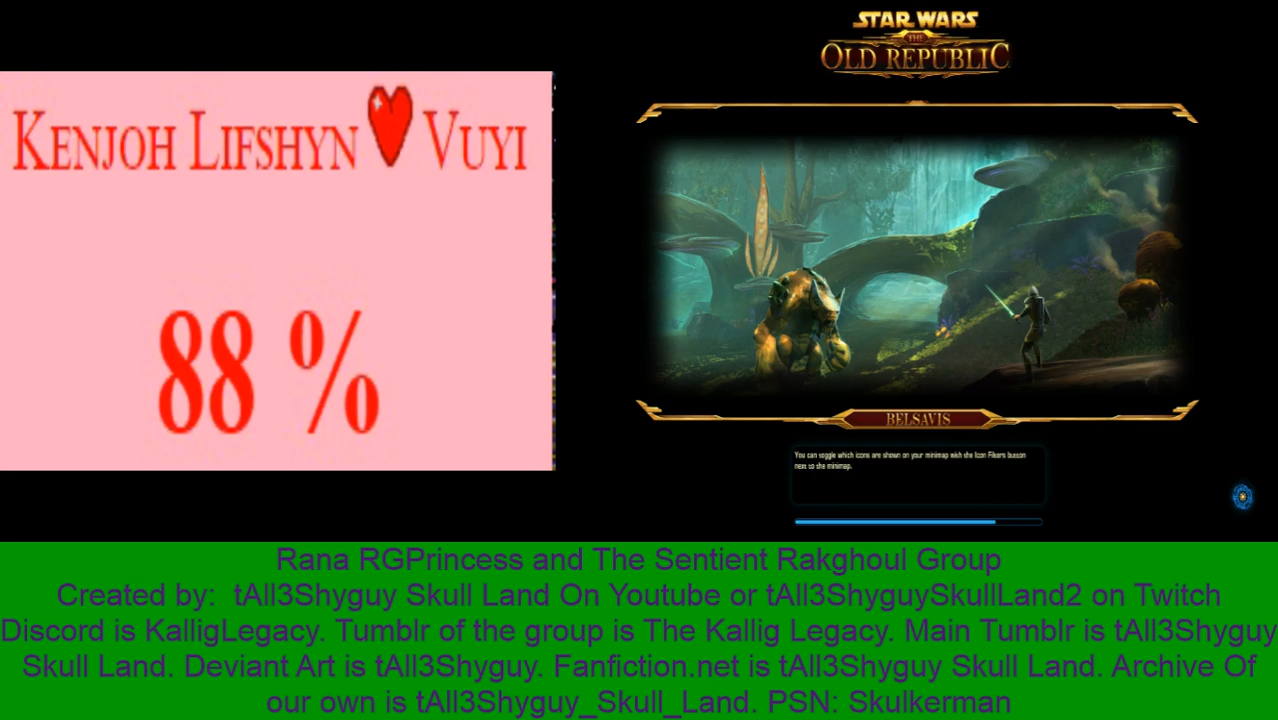 STAR WARS
THE
OLD REPUBLIC
KENJOH LIFSHYN VUYI
88 %
BELSAVIS
You can toggle which icons are shown on your minimap with the Icon Filters button
next to the minimap.
Rana RGPrincess and The Sentient Rakghoul Group
Created by: tAll3Shyguy Skull Land On Youtube or tAll3ShyguySkullLand2 on Twitch
Discord is KalligLegacy. Tumblr of the group is The Kallig Legacy. Main Tumblr is tAll3Shyguy
Skull Land. Deviant Art is tAll3Shyguy. Fanfiction.net is tAll3Shyguy Skull Land. Archive Of
our own is tAll3Shyguy_Skull_Land. PSN: Skulkerman